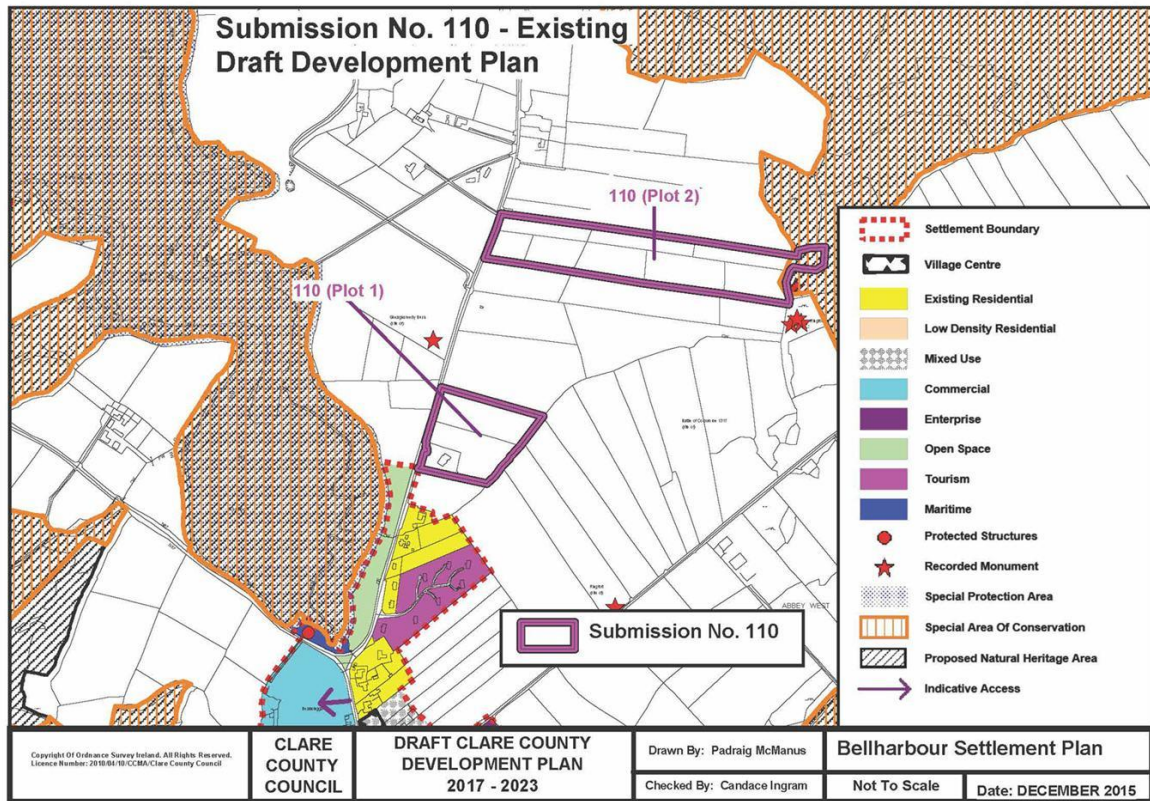 Submission No. 110 - Existing
Draft Development Plan
110 (Plot 2)
110 (Plot 1)
ABBEY WEST
Submission No. 110
Settlement Boundary
Village Centre
Existing Residential
Low Density Residential
Mixed Use
Commercial
Enterprise
Open Space
Tourism
Maritime
Protected Structures
Recorded Monument
Special Protection Area
Special Area Of Conservation
Proposed Natural Heritage Area
Indicative Access
Copyright Of Ordnance Survey Ireland. All Rights Reserved.
Licence Number: 2010/04/10/CCMA/Clare County Council
CLARE
COUNTY
COUNCIL
DRAFT CLARE COUNTY
DEVELOPMENT PLAN
2017 - 2023
Drawn By: Padraig McManus
Checked By: Candace Ingram
Bellharbour Settlement Plan
Not To Scale
Date: DECEMBER 2015